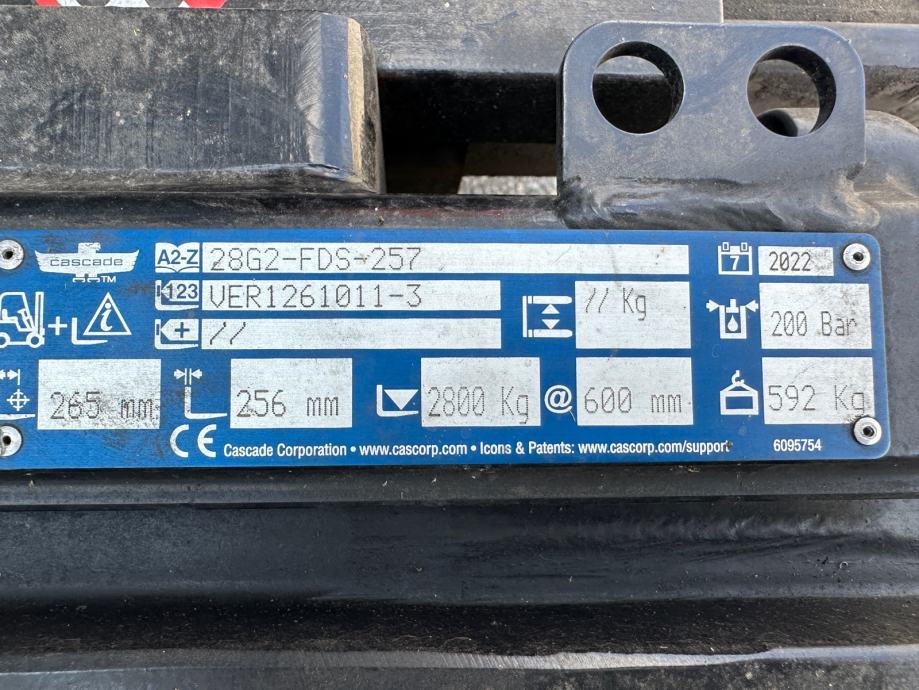 cascade
TM
A2-Z 28G2-FDS-257
7 2022
123 VER1261011-3
// Kg
200 Bar
//
265 mm
256 mm
2800 Kg @ 600 mm
592 Kg
CE Cascade Corporation • www.cascorp.com • Icons & Patents: www.cascorp.com/support
6095754